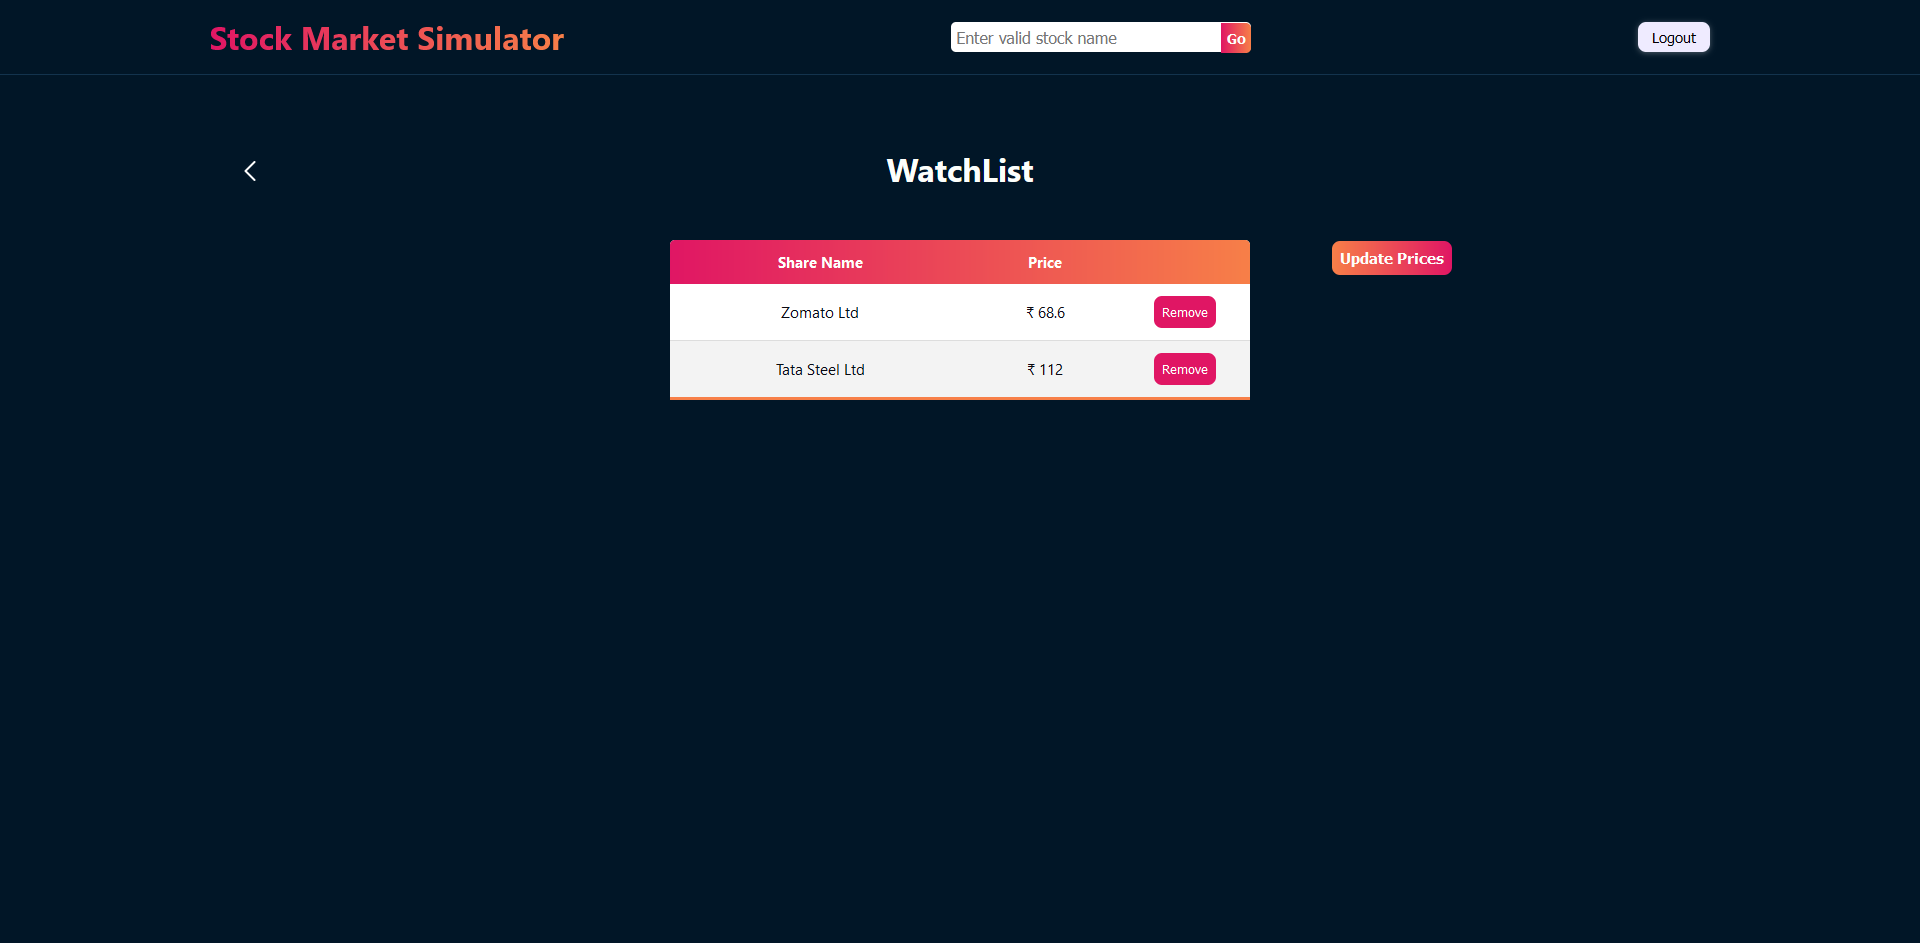 Stock Market Simulator
Enter valid stock name
Go
Logout
WatchList
Share Name Price
Update Prices
Zomato Ltd ₹ 68.6 Remove
Tata Steel Ltd ₹ 112 Remove